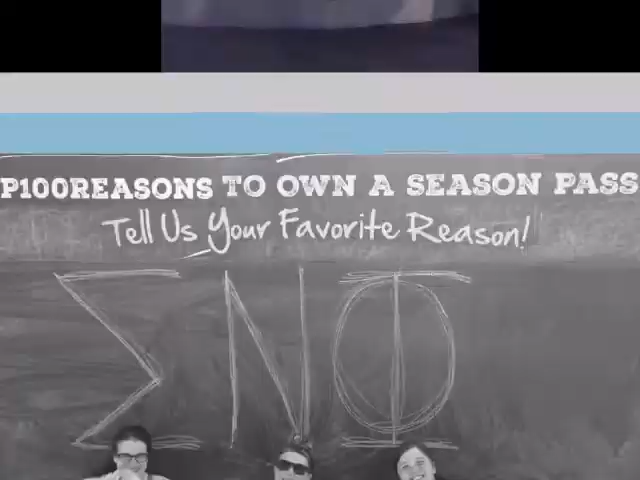 P100REASONS TO OWN A SEASON PASS
Tell Us Your Favorite Reason!
ΣΝΦ